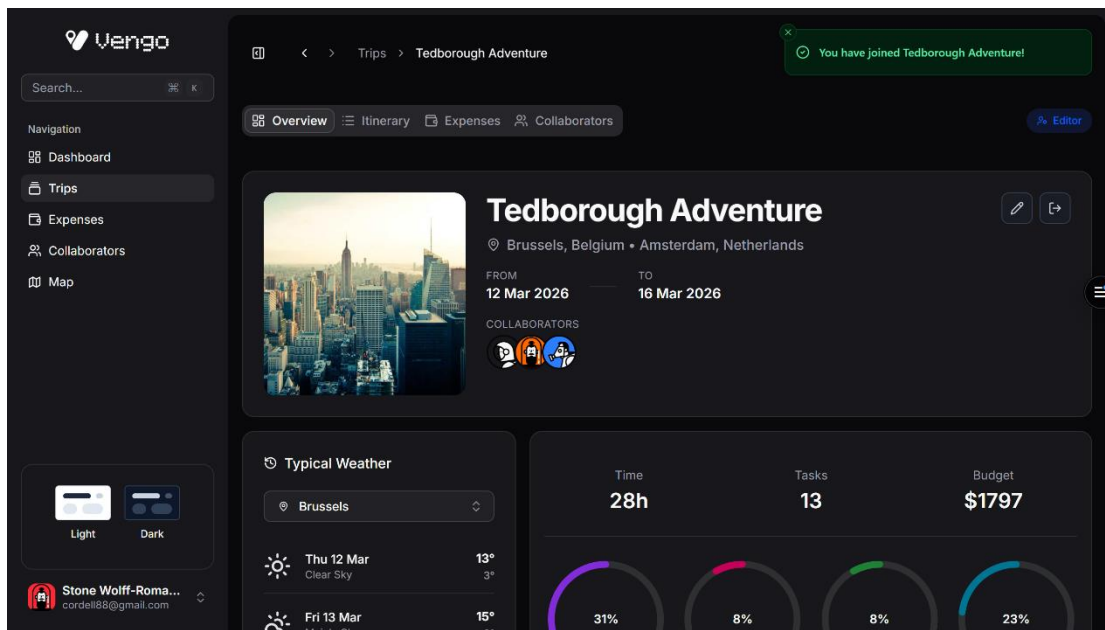 Vengo
Search... ⌘ K
Navigation
Dashboard
Trips
Expenses
Collaborators
Map
Light Dark
Stone Wolff-Roma...
cordell88@gmail.com
Trips > Tedborough Adventure
You have joined Tedborough Adventure!
Overview Itinerary Expenses Collaborators
Editor
Tedborough Adventure
Brussels, Belgium • Amsterdam, Netherlands
FROM TO
12 Mar 2026 16 Mar 2026
COLLABORATORS
Typical Weather
Brussels
Thu 12 Mar 13°
Clear Sky 3°
Fri 13 Mar 15°
Time Tasks Budget
28h 13 $1797
31% 8% 8% 23%